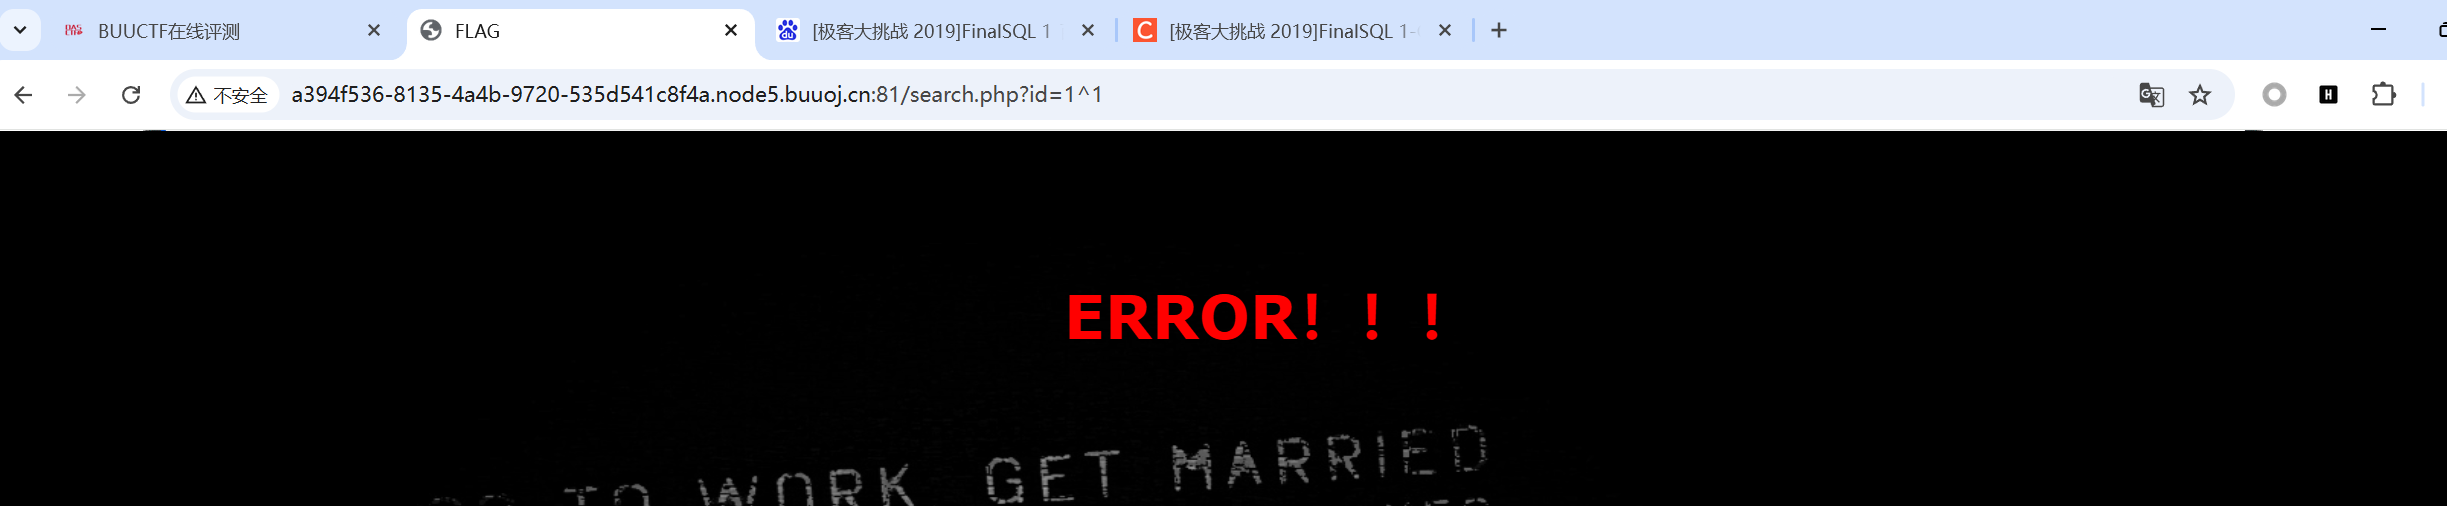 BUUCTF在线评测
FLAG
[极客大挑战 2019]FinalSQL 1
[极客大挑战 2019]FinalSQL 1-
不安全
a394f536-8135-4a4b-9720-535d541c8f4a.node5.buuoj.cn:81/search.php?id=1^1
ERROR！！！
TO WORK GET MARRIED